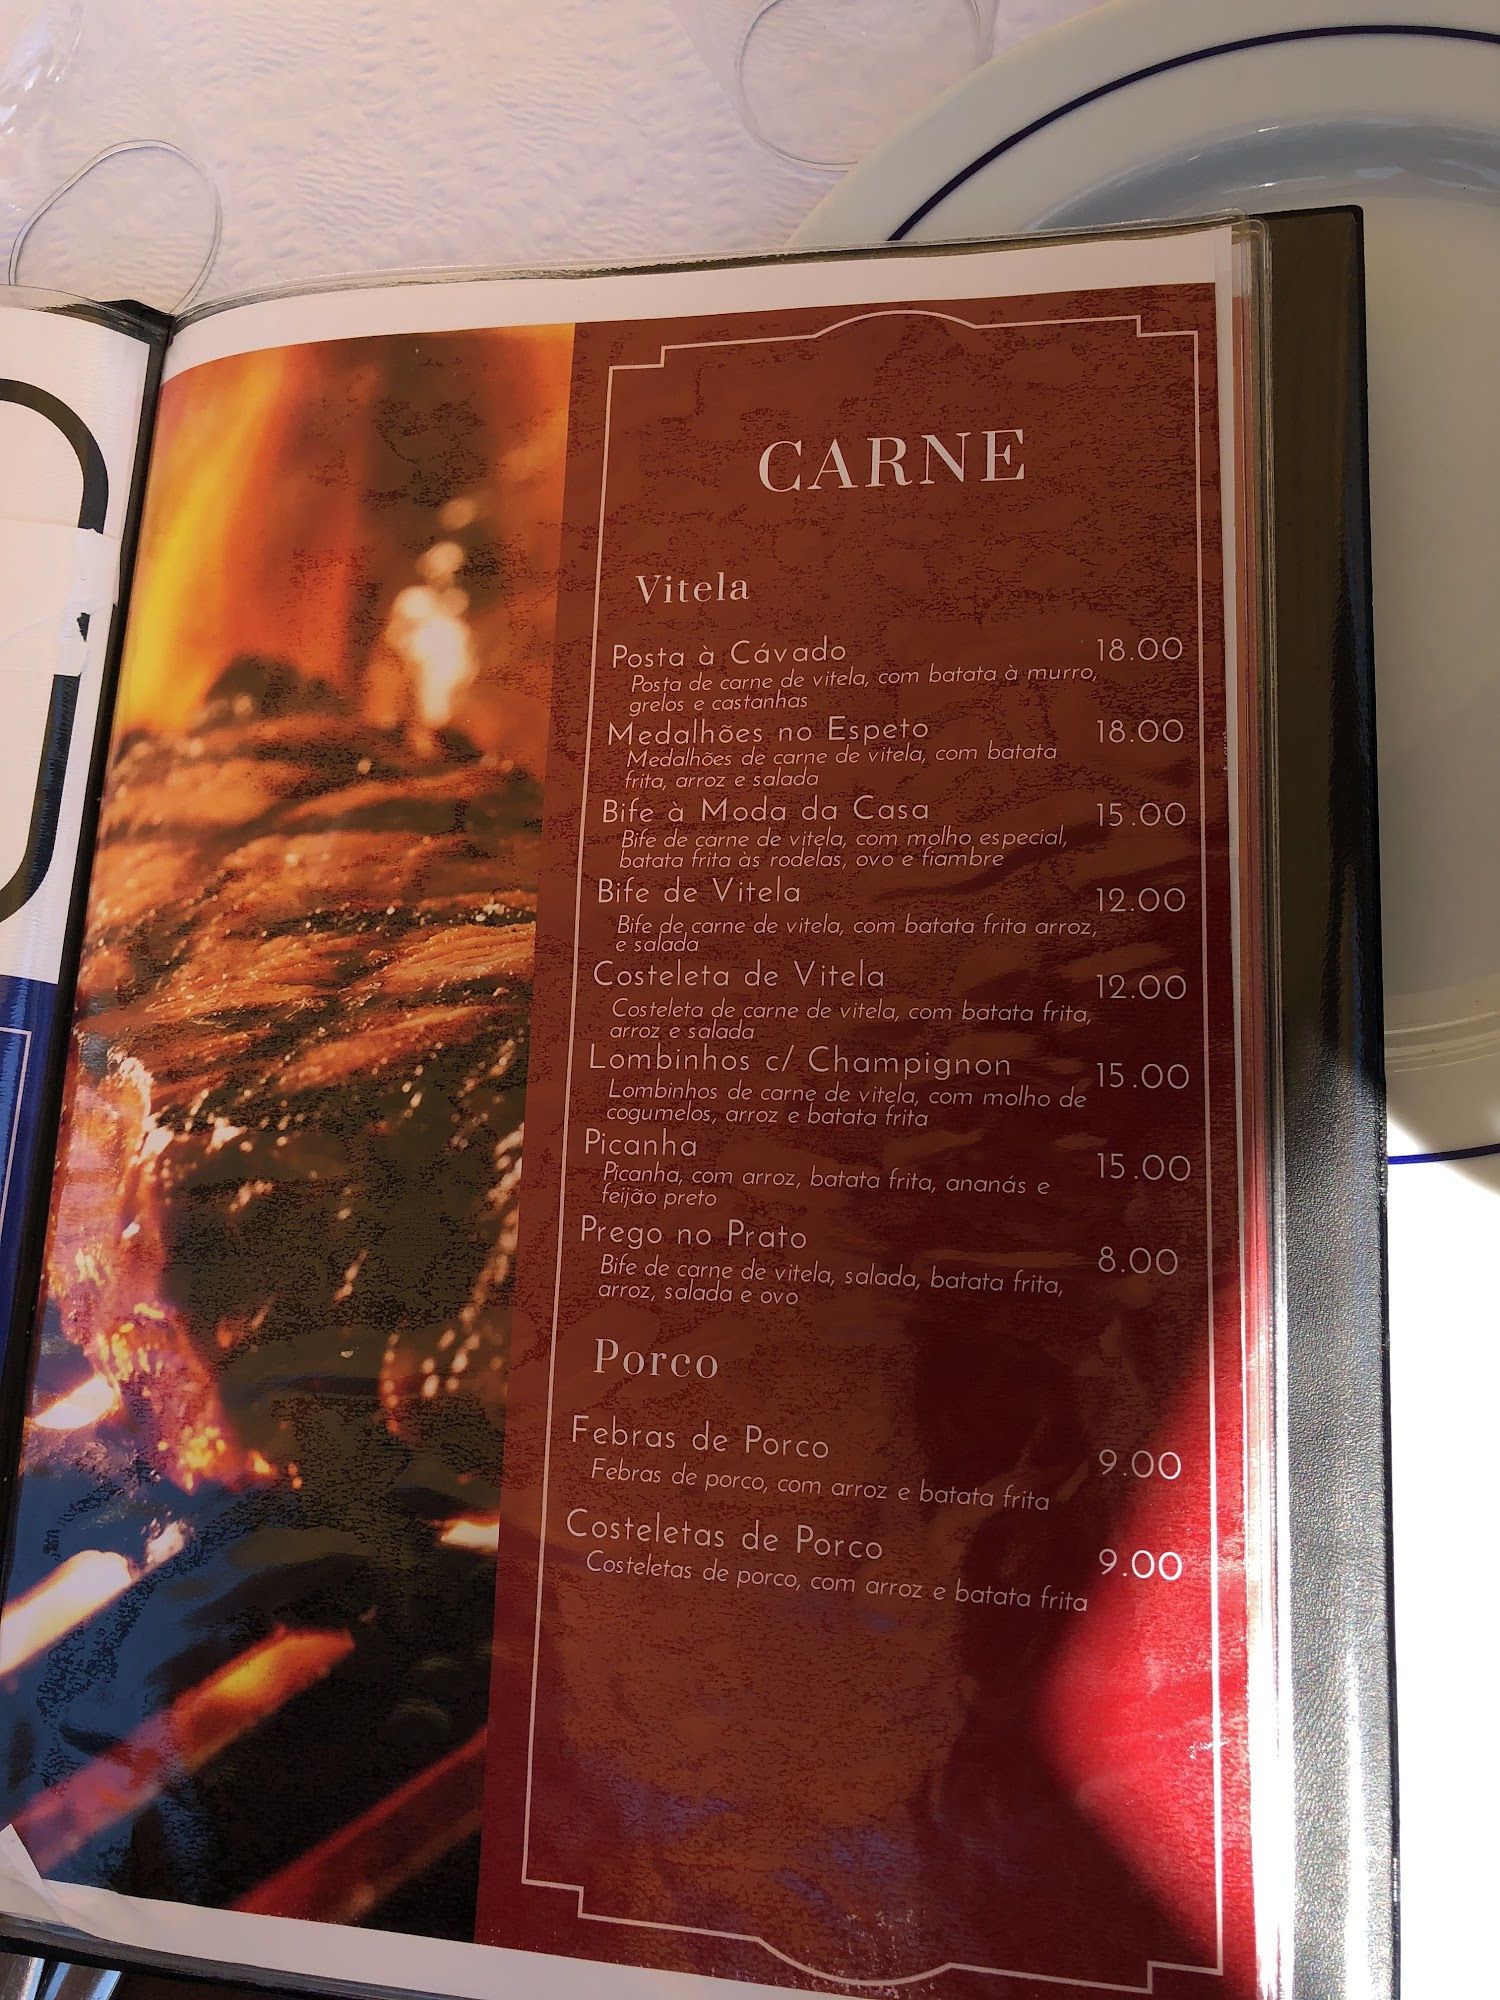 CARNE
Vitela
Posta à Cávado 18.00
Posta de carne de vitela, com batata à murro,
grelos e castanhas
Medalhões no Espeto 18.00
Medalhões de carne de vitela, com batata
frita, arroz e salada
Bife à Moda da Casa 15.00
Bife de carne de vitela, com molho especial,
batata frita às rodelas, ovo e fiambre
Bife de Vitela 12.00
Bife de carne de vitela, com batata frita arroz,
e salada
Costeleta de Vitela 12.00
Costeleta de carne de vitela, com batata frita,
arroz e salada
Lombinhos c/ Champignon 15.00
Lombinhos de carne de vitela, com molho de
cogumelos, arroz e batata frita
Picanha 15.00
Picanha, com arroz, batata frita, ananás e
feijão preto
Prego no Prato 8.00
Bife de carne de vitela, salada, batata frita,
arroz, salada e ovo
Porco
Febras de Porco 9.00
Febras de porco, com arroz e batata frita
Costeletas de Porco 9.00
Costeletas de porco, com arroz e batata frita